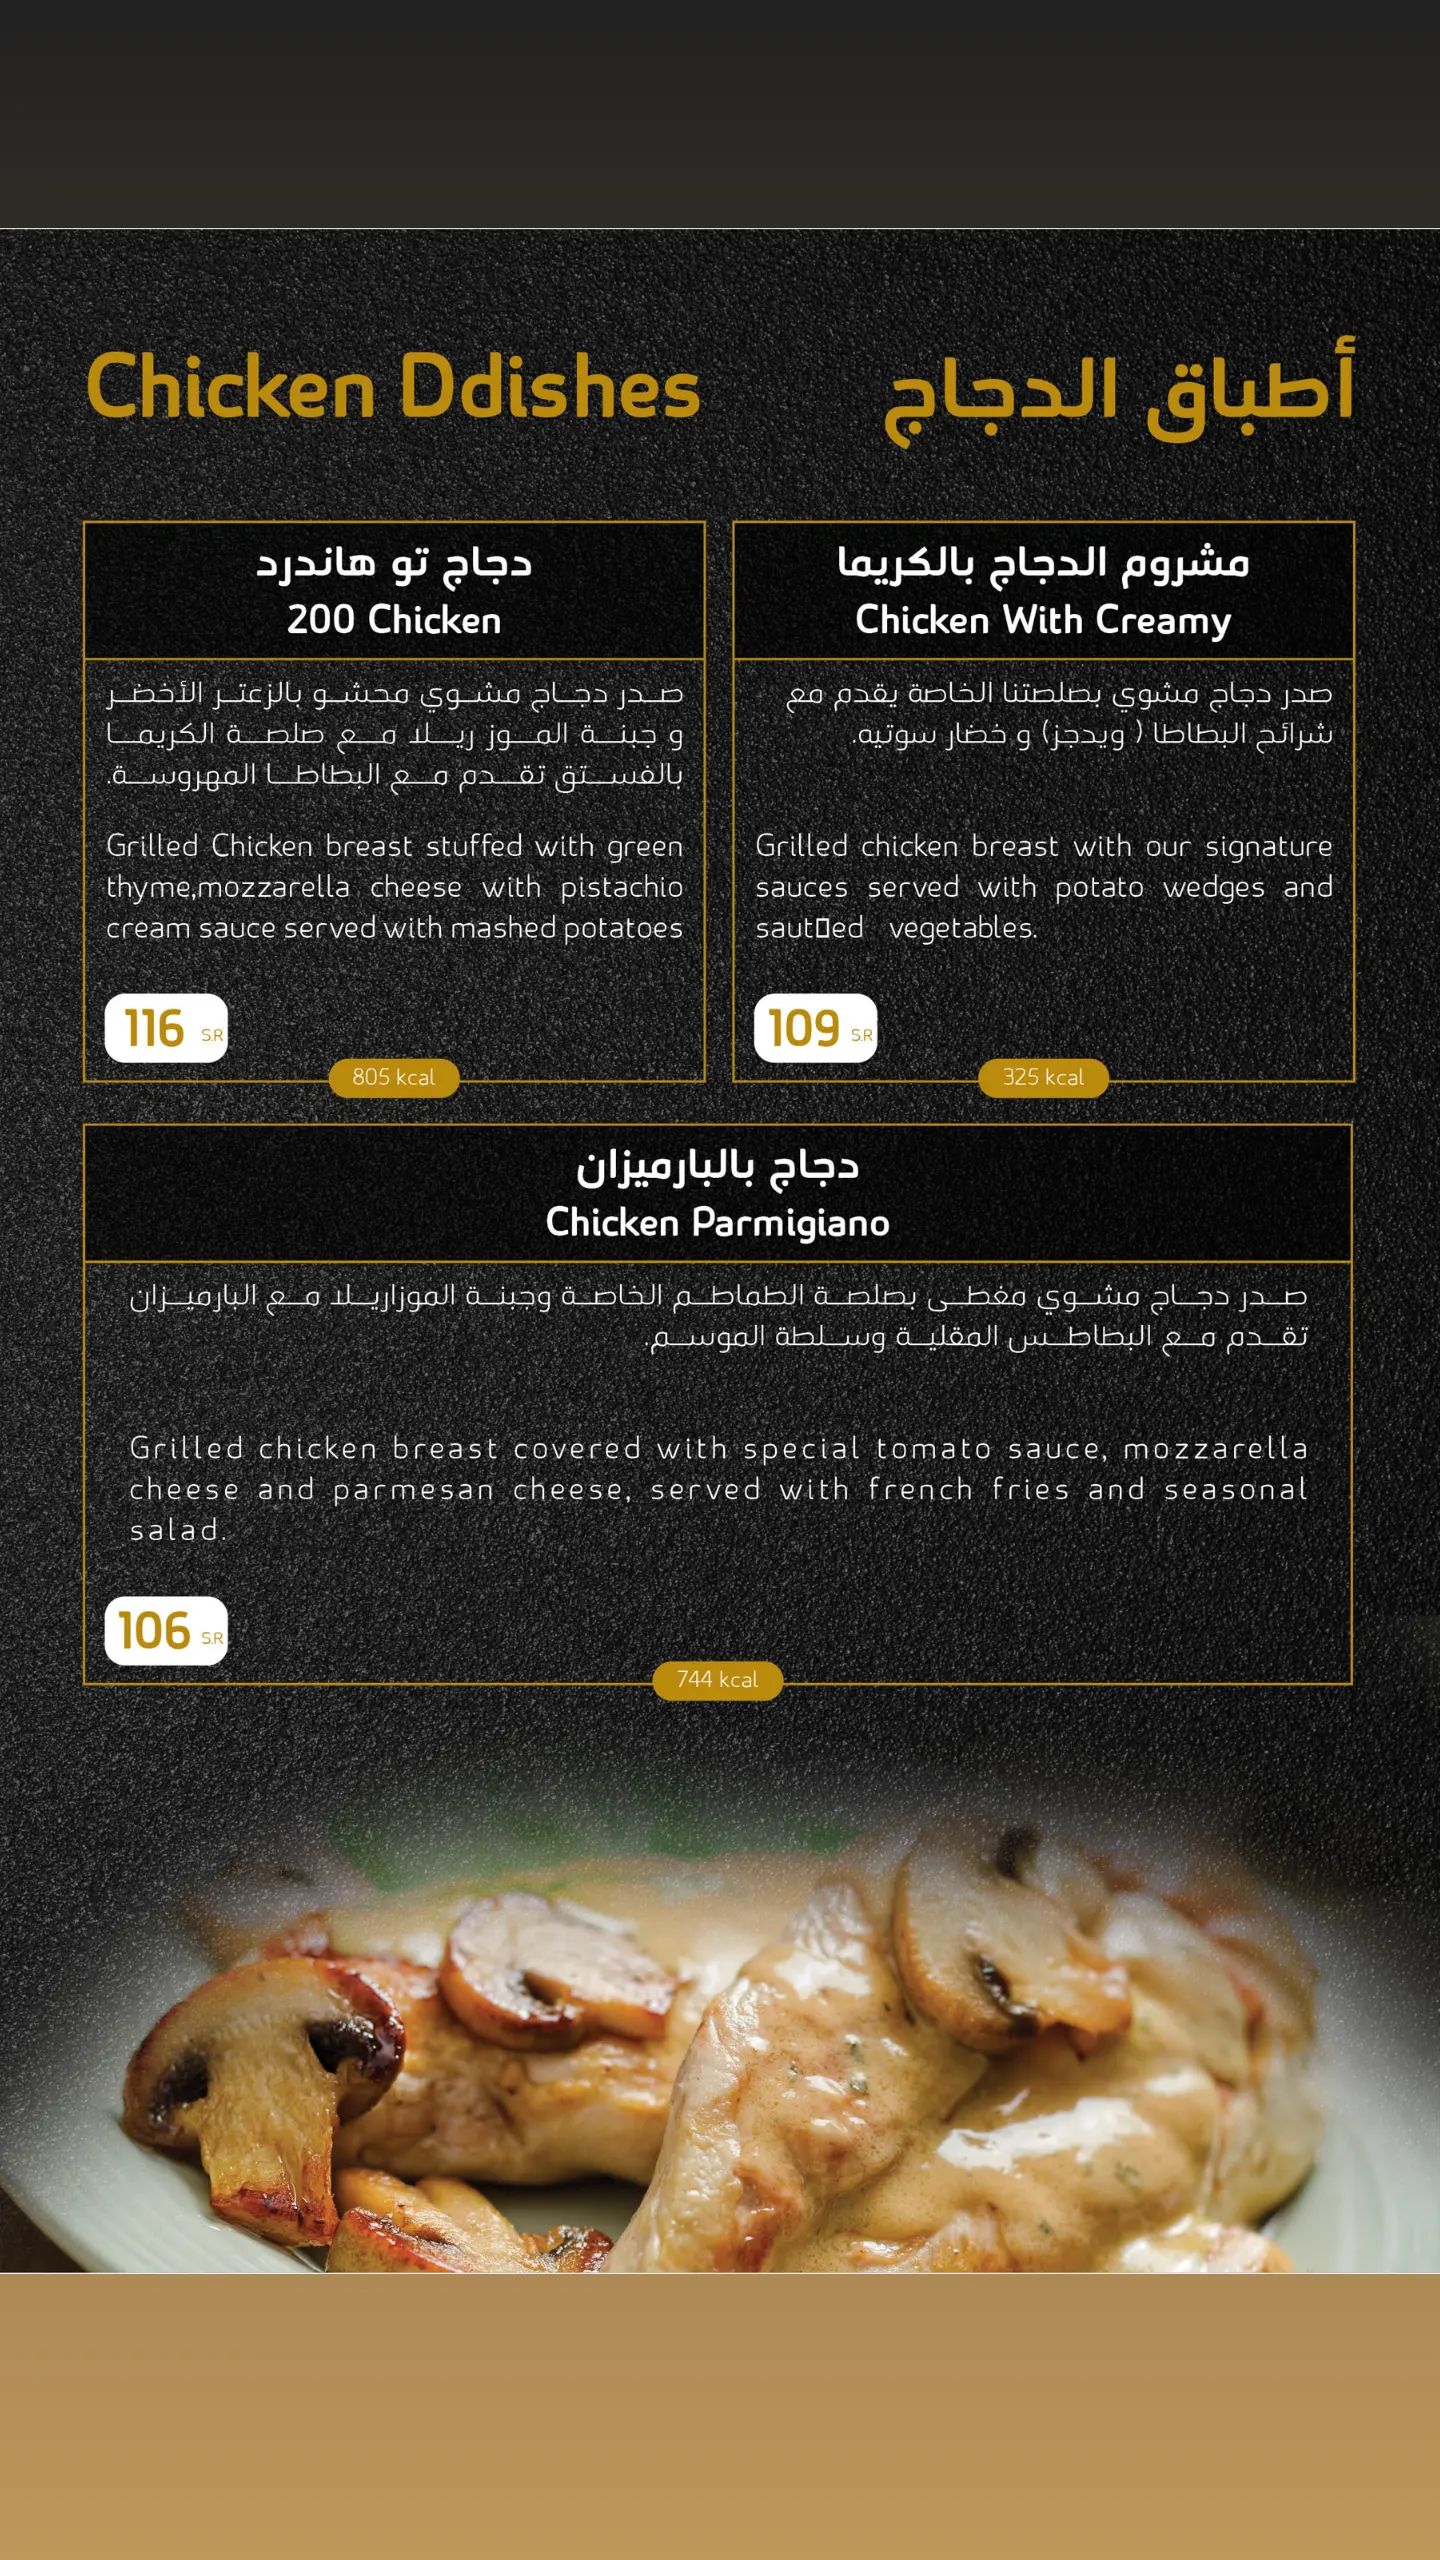 Chicken Ddishes
أطباق الدجاج
دجاج تو هاندرد
200 Chicken
صدر دجاج مشوي محشو بالزعتر الأخضر
و جبنة الموز ريلا مع صلصة الكريما
بالفستق تقدم مع البطاطا المهروسة.
Grilled Chicken breast stuffed with green
thyme,mozzarella cheese with pistachio
cream sauce served with mashed potatoes
116 S.R
805 kcal
مشروم الدجاج بالكريما
Chicken With Creamy
صدر دجاج مشوي بصلصتنا الخاصة يقدم مع
شرائح البطاطا ( ويدجز) و خضار سوتيه.
Grilled chicken breast with our signature
sauces served with potato wedges and
saut▯ed vegetables.
109 S.R
325 kcal
دجاج بالبارميزان
Chicken Parmigiano
صدر دجاج مشوي مغطى بصلصة الطماطم الخاصة وجبنة الموزاريلا مع البارميزان
تقدم مع البطاطس المقلية وسلطة الموسم.
Grilled chicken breast covered with special tomato sauce, mozzarella
cheese and parmesan cheese, served with french fries and seasonal
salad.
106 S.R
744 kcal